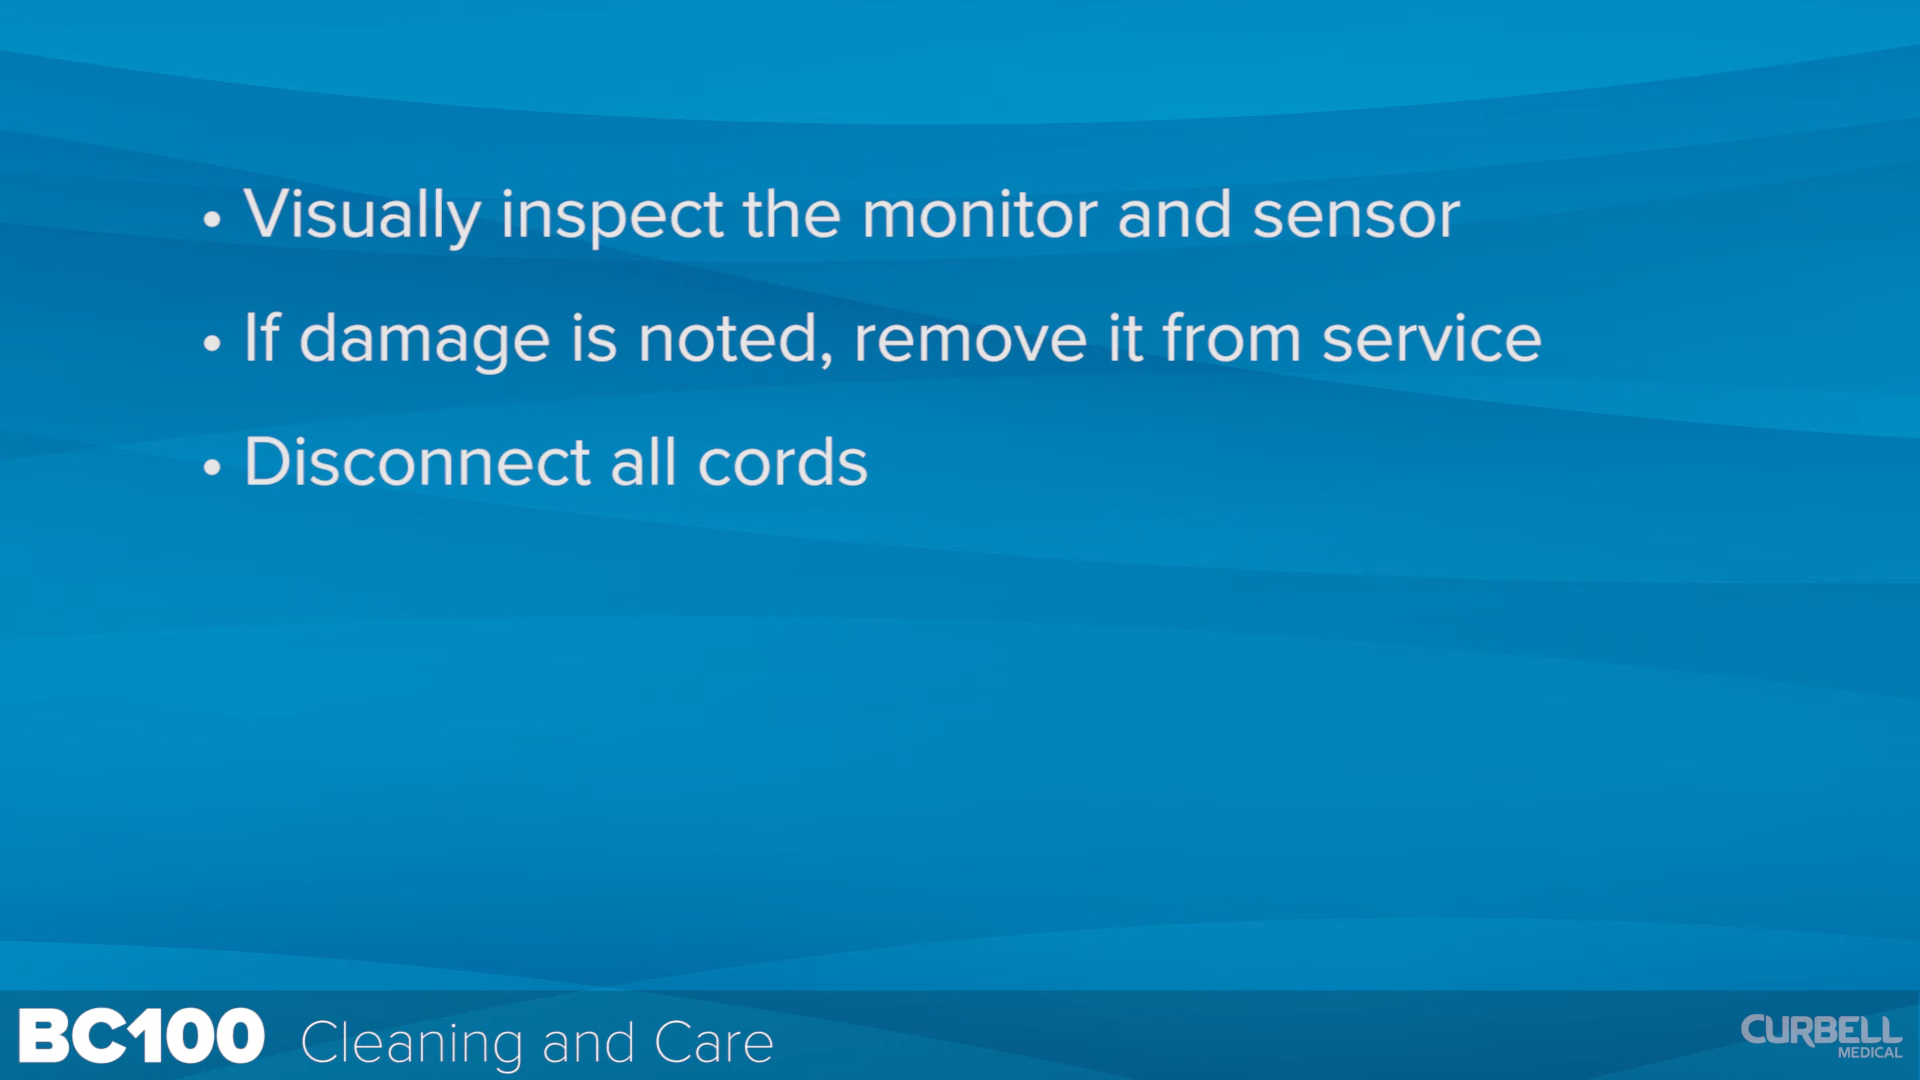 • Visually inspect the monitor and sensor
• If damage is noted, remove it from service
• Disconnect all cords
BC100 Cleaning and Care
CURBELL
MEDICAL